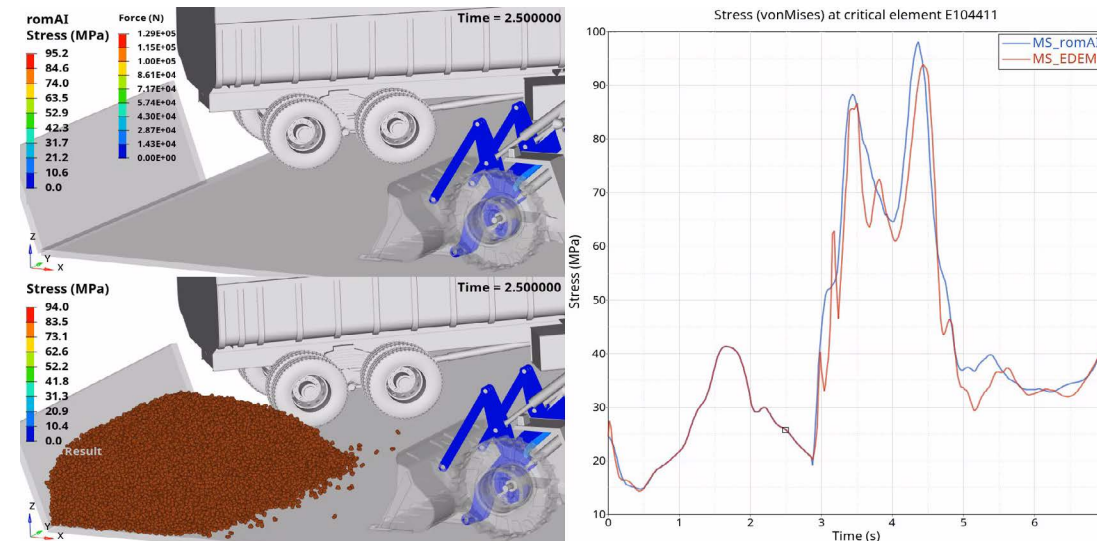 romAI
Stress (MPa)
95.2
84.6
74.0
63.5
52.9
42.3
31.7
21.2
10.6
0.0
Force (N)
1.29E+05
1.15E+05
1.00E+05
8.61E+04
7.17E+04
5.74E+04
4.30E+04
2.87E+04
1.43E+04
0.00E+00
Time = 2.500000
Z
Y
X
Stress (MPa)
94.0
83.5
73.1
62.6
52.2
41.8
31.3
20.9
10.4
0.0
Result
Time = 2.500000
Z
Y
X
Stress (vonMises) at critical element E104411
MS_romAI
MS_EDEM
Stress (MPa)
100
90
80
70
60
50
40
30
20
10
0 1 2 3 4 5 6
Time (s)